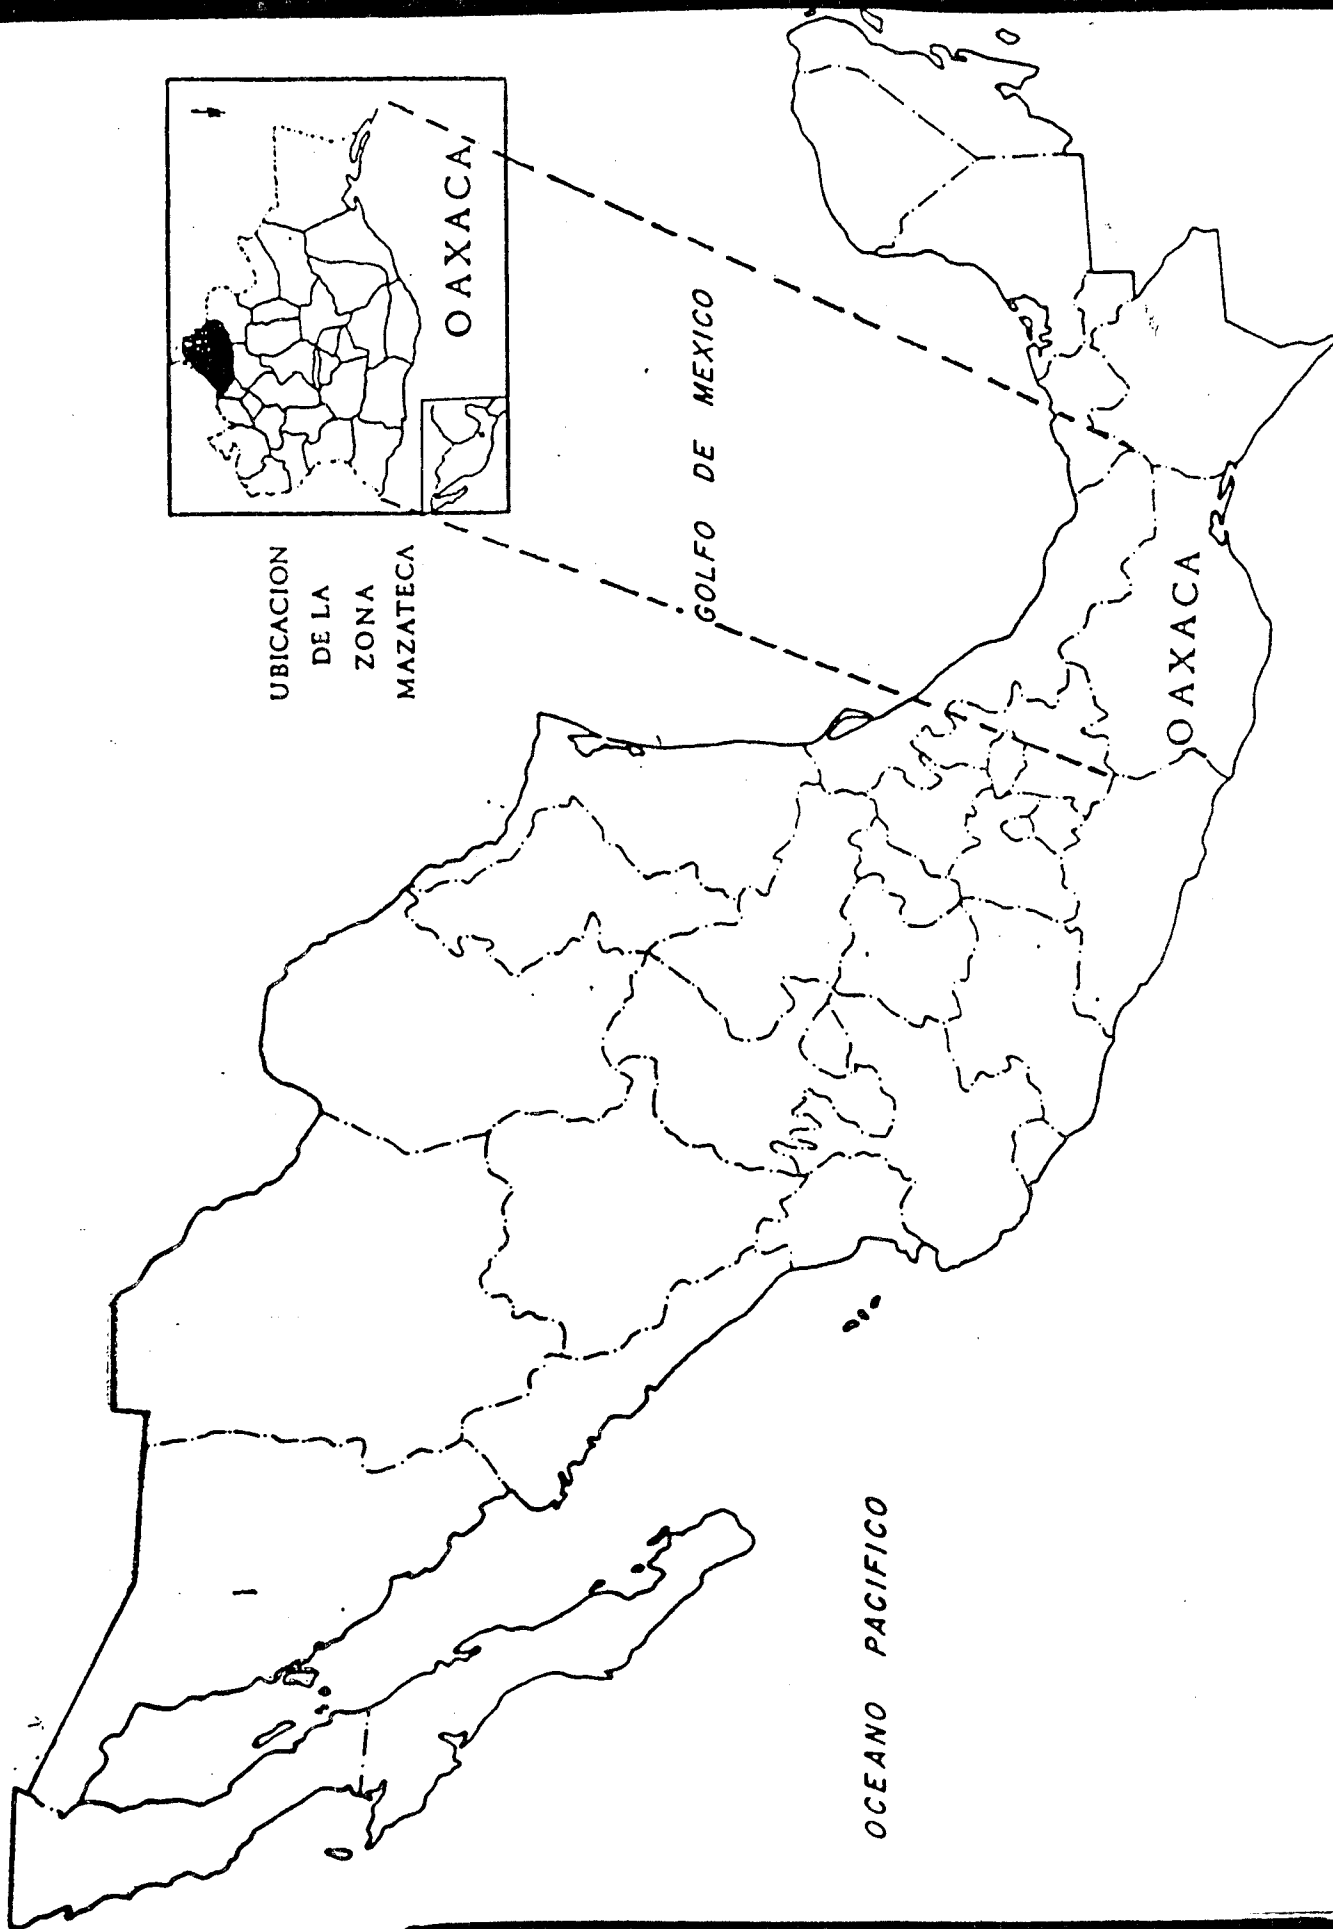 UBICACION
DE LA
ZONA
MAZATECA
OAXACA
GOLFO DE MEXICO
OAXACA
OCEANO PACIFICO